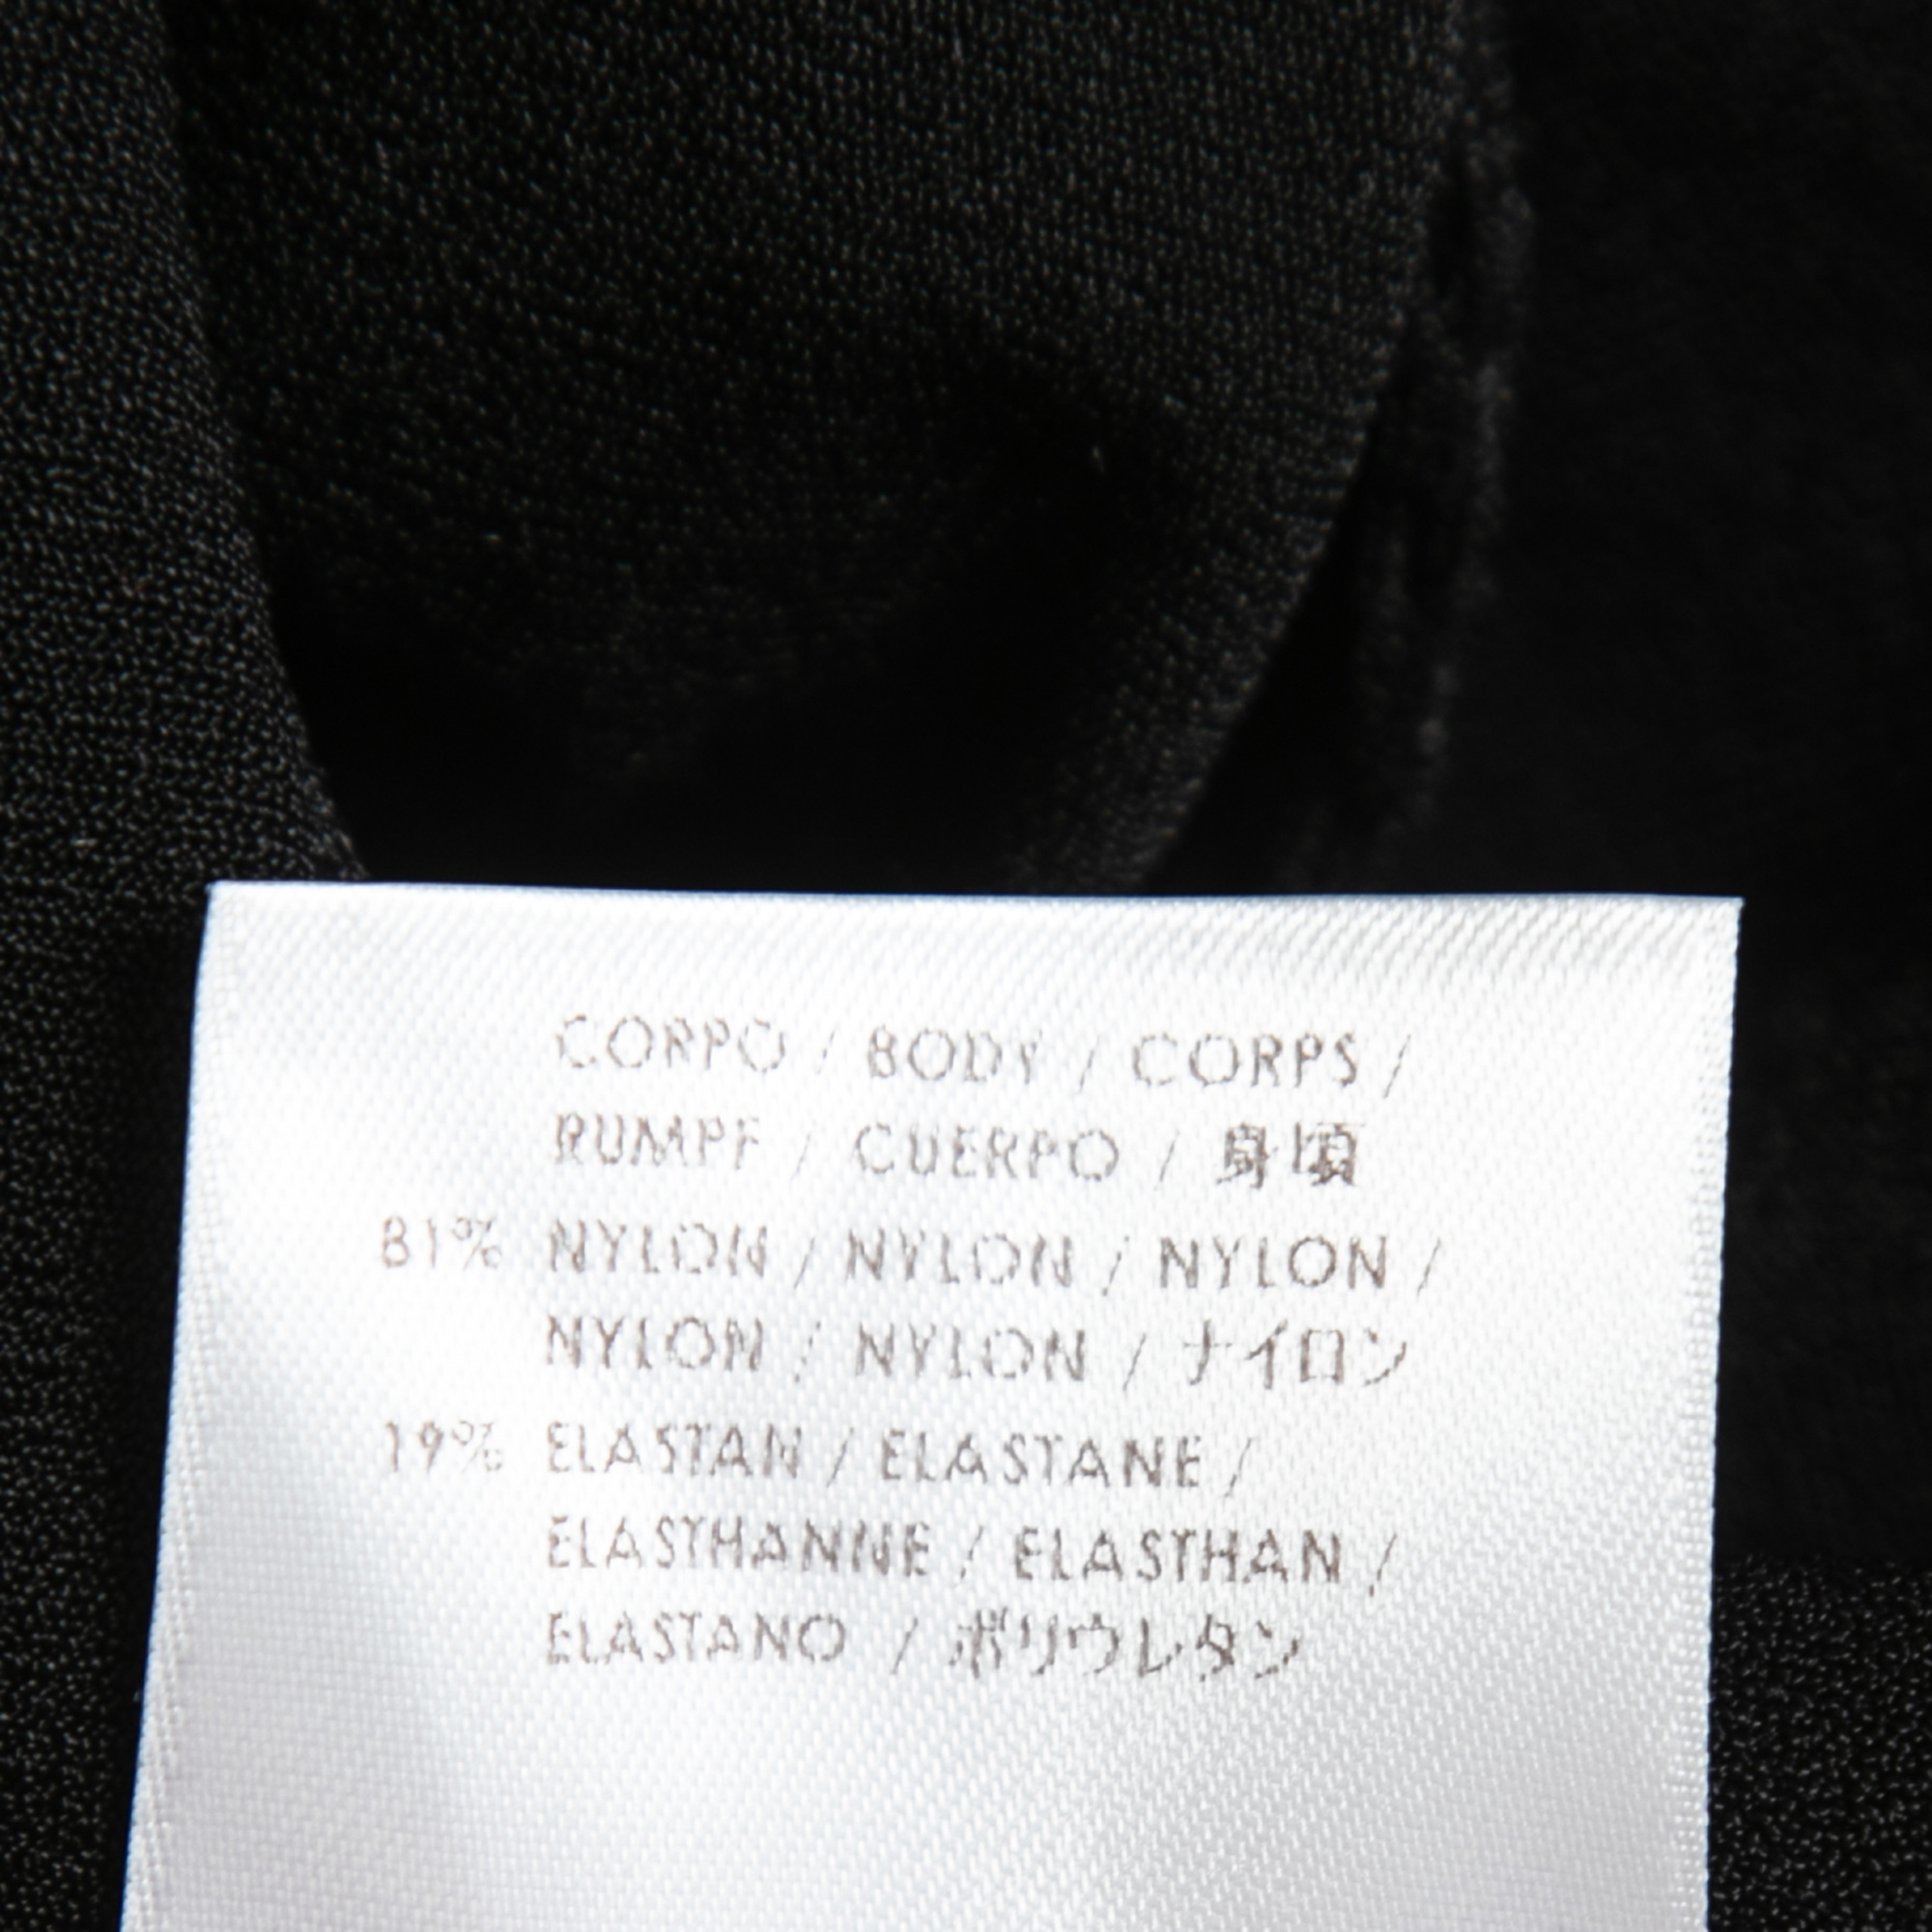 CORPO / BODY / CORPS /
RUMPF / CUERPO / 身頃
81% NYLON / NYLON / NYLON /
NYLON / NYLON / ナイロン
19% ELASTAN / ELASTANE /
ELASTHANNE / ELASTHAN /
ELASTANO / ポリウレタン